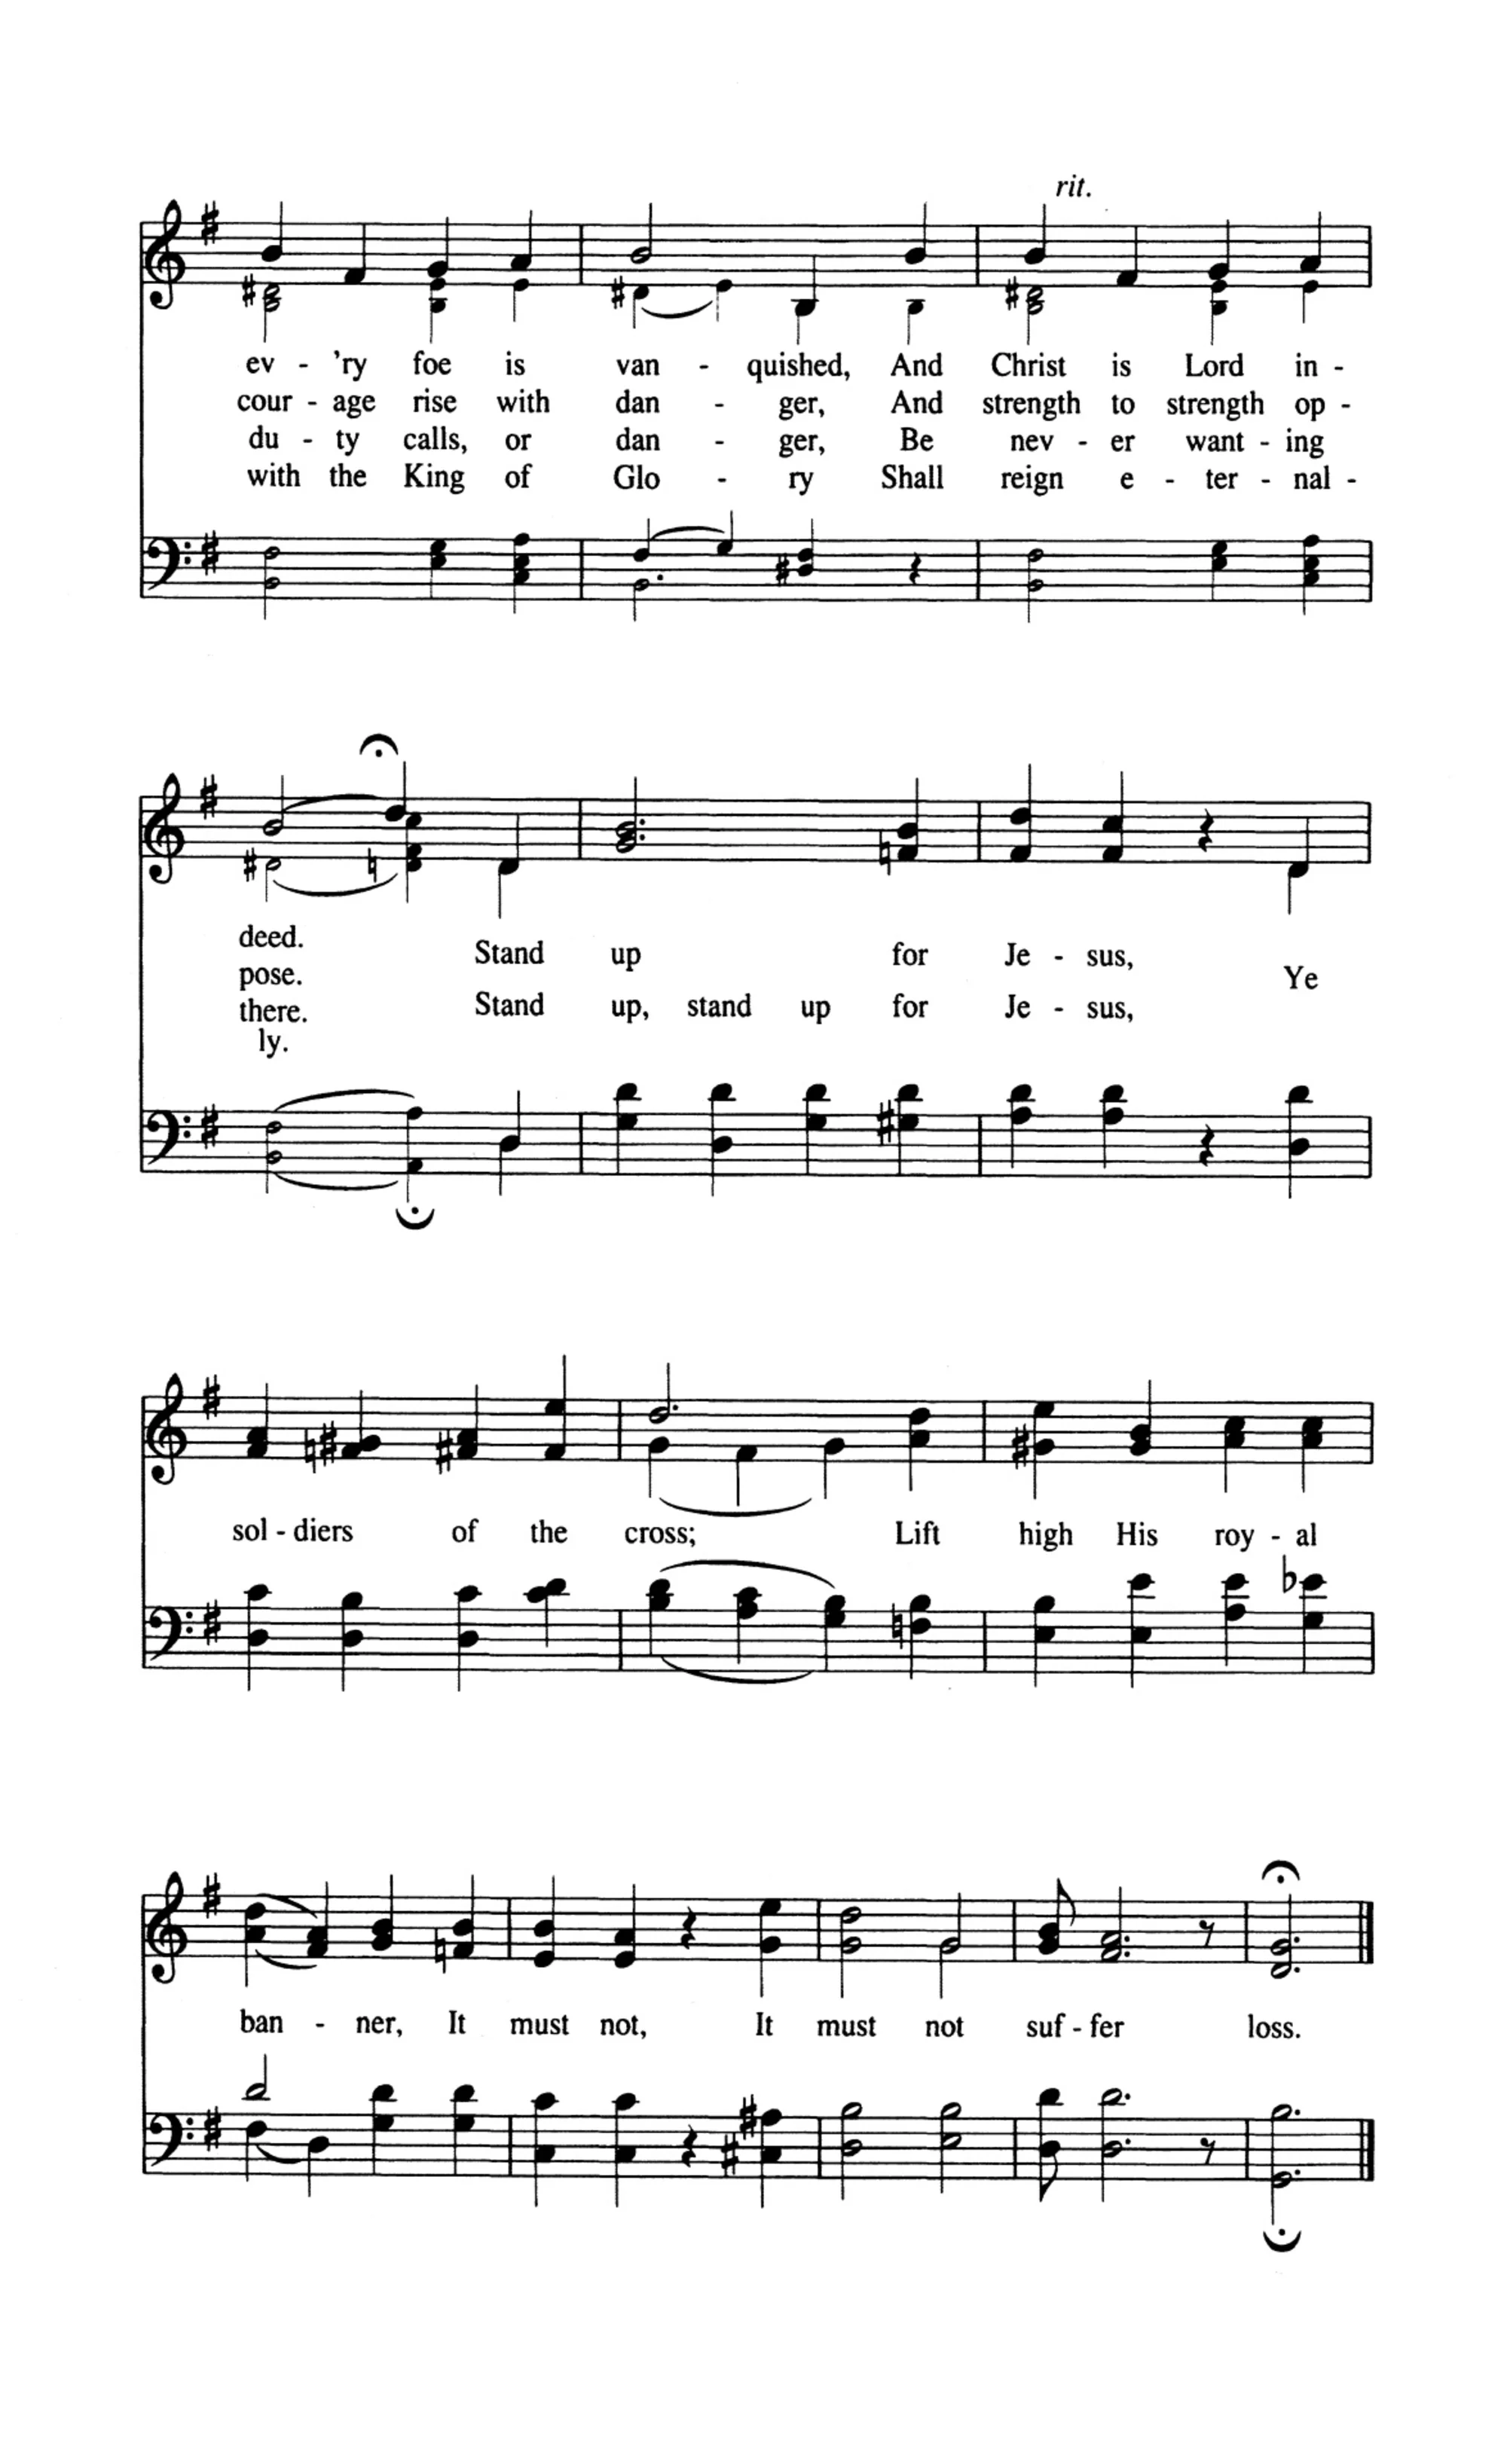 rit.
ev - 'ry foe is van - quished, And Christ is Lord in -
cour - age rise with dan - ger, And strength to strength op -
du - ty calls, or dan - ger, Be nev - er want - ing
with the King of Glo - ry Shall reign e - ter - nal -
deed.
Stand up for Je - sus,
pose.
Ye
there. Stand up, stand up for Je - sus,
ly.
sol - diers of the cross; Lift high His roy - al
ban - ner, It must not, It must not suf - fer loss.